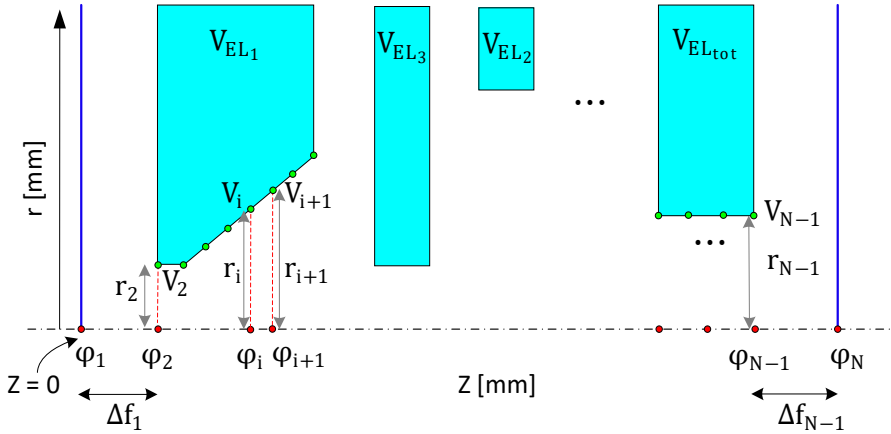 V_EL₁
V_EL₃
V_EL₂
V_ELtot
...
r [mm]
V_i
V_i+1
V_2
V_N−1
...
r_2
r_i
r_i+1
r_N−1
φ_1
φ_2
φ_i
φ_i+1
φ_N−1
φ_N
Z = 0
Z [mm]
Δf_1
Δf_N−1